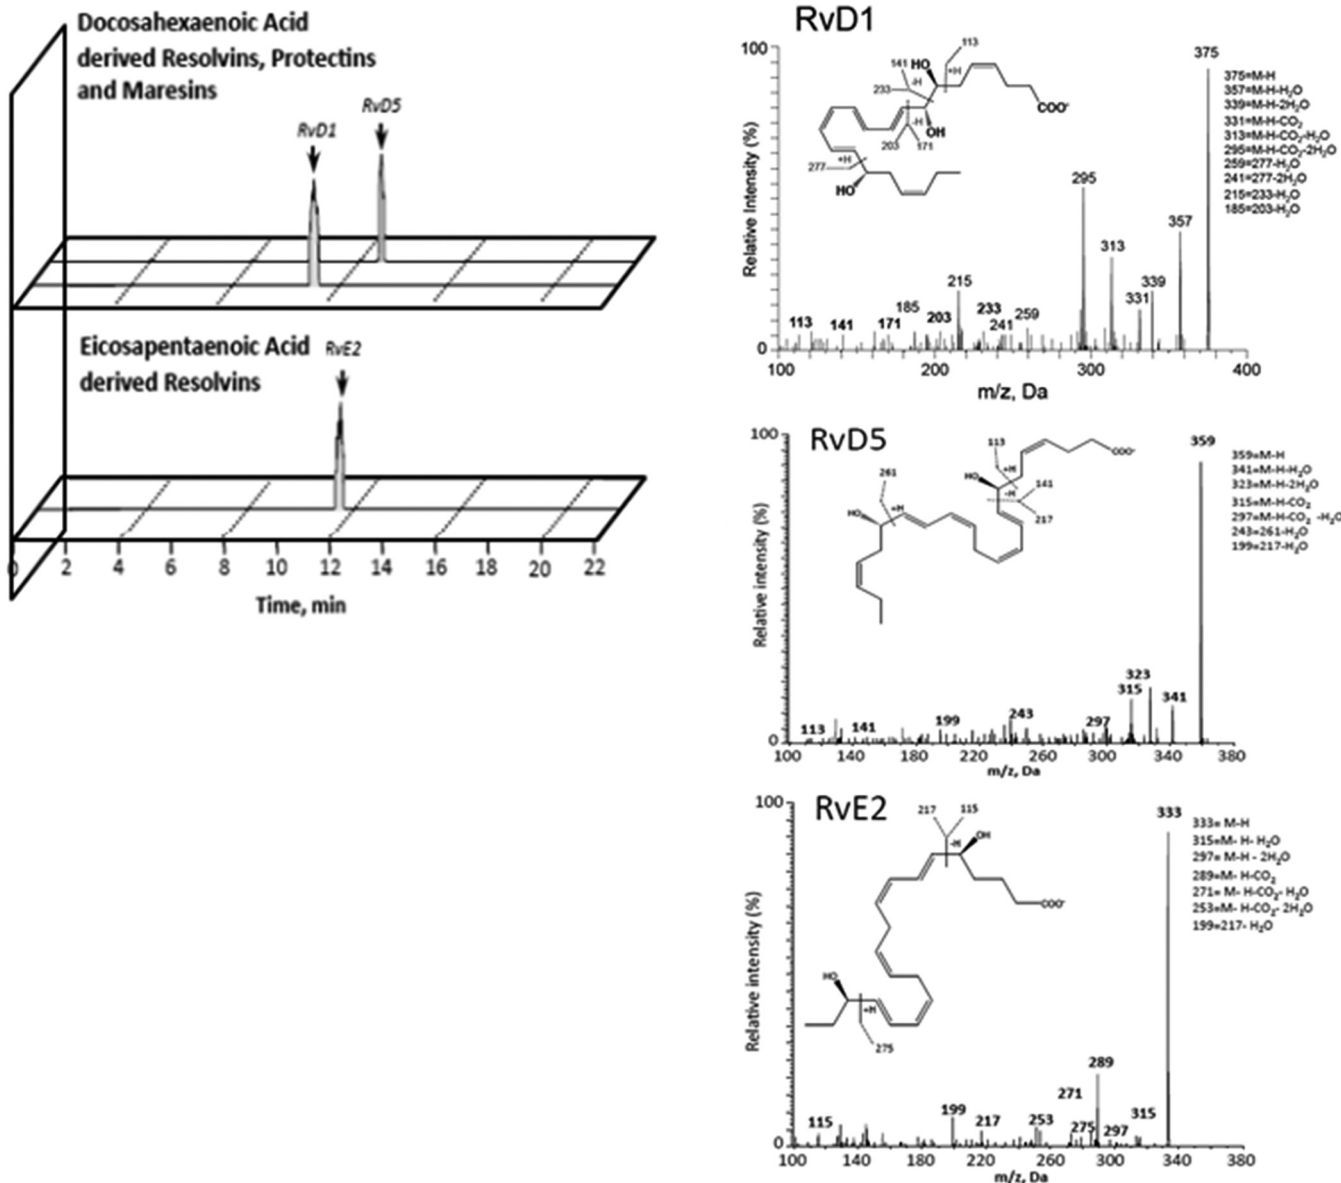 Docosahexaenoic Acid
derived Resolvins, Protectins
and Maresins
RvD1
RvD5
Eicosapentaenoic Acid
derived Resolvins
RvE2
0 2 4 6 8 10 12 14 16 18 20 22
Time, min
RvD1
100
0
Relative Intensity (%)
113
141
+H
HO
-H
233
COO⁻
-H
OH
203
171
277
+H
HO
375
295
357
313
339
331
215
185
203
233
241
259
113
141
171
375=M-H
357=M-H-H₂O
339=M-H-2H₂O
331=M-H-CO₂
313=M-H-CO₂-H₂O
295=M-H-CO₂-2H₂O
259=277-H₂O
241=277-2H₂O
215=233-H₂O
185=203-H₂O
100 200 300 400
m/z, Da
RvD5
100
0
Relative intensity (%)
113
+H
COO⁻
HO
-H
141
217
261
+H
HO
359
323
315
341
297
243
199
141
113
359=M-H
341=M-H-H₂O
323=M-H-2H₂O
315=M-H-CO₂
297=M-H-CO₂ -H₂O
243=261-H₂O
199=217-H₂O
100 140 180 220 260 300 340 380
m/z, Da
RvE2
100
0
Relative intensity (%)
217
115
-H
OH
COO⁻
HO
+H
275
333
289
271
315
253
275
297
199
217
115
333= M-H
315=M- H- H₂O
297= M-H - 2H₂O
289=M- H-CO₂
271= M- H-CO₂- H₂O
253=M- H-CO₂- 2H₂O
199=217- H₂O
100 140 180 220 260 300 340 380
m/z, Da